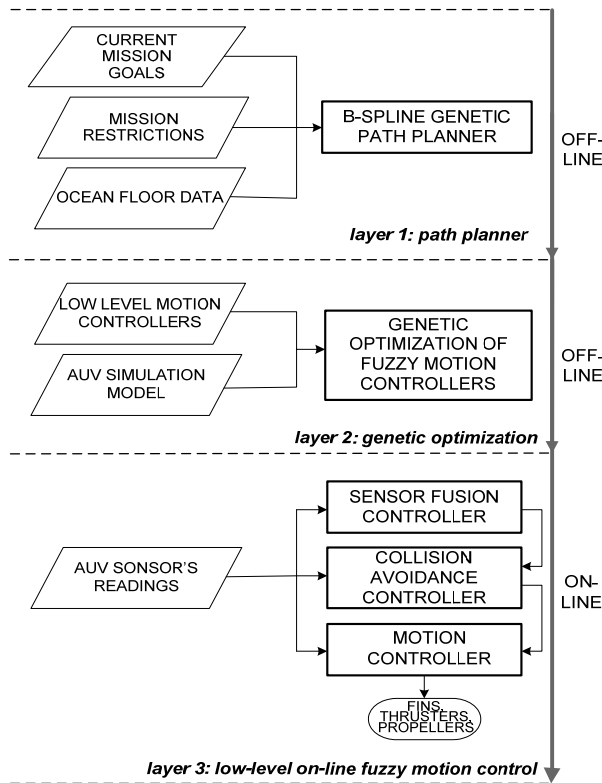 CURRENT
MISSION
GOALS
MISSION
RESTRICTIONS
OCEAN FLOOR DATA
B-SPLINE GENETIC
PATH PLANNER
OFF-
LINE
layer 1: path planner
LOW LEVEL MOTION
CONTROLLERS
AUV SIMULATION
MODEL
GENETIC
OPTIMIZATION OF
FUZZY MOTION
CONTROLLERS
OFF-
LINE
layer 2: genetic optimization
AUV SONSOR'S
READINGS
SENSOR FUSION
CONTROLLER
COLLISION
AVOIDANCE
CONTROLLER
MOTION
CONTROLLER
FINS,
THRUSTERS,
PROPELLERS
ON-
LINE
layer 3: low-level on-line fuzzy motion control